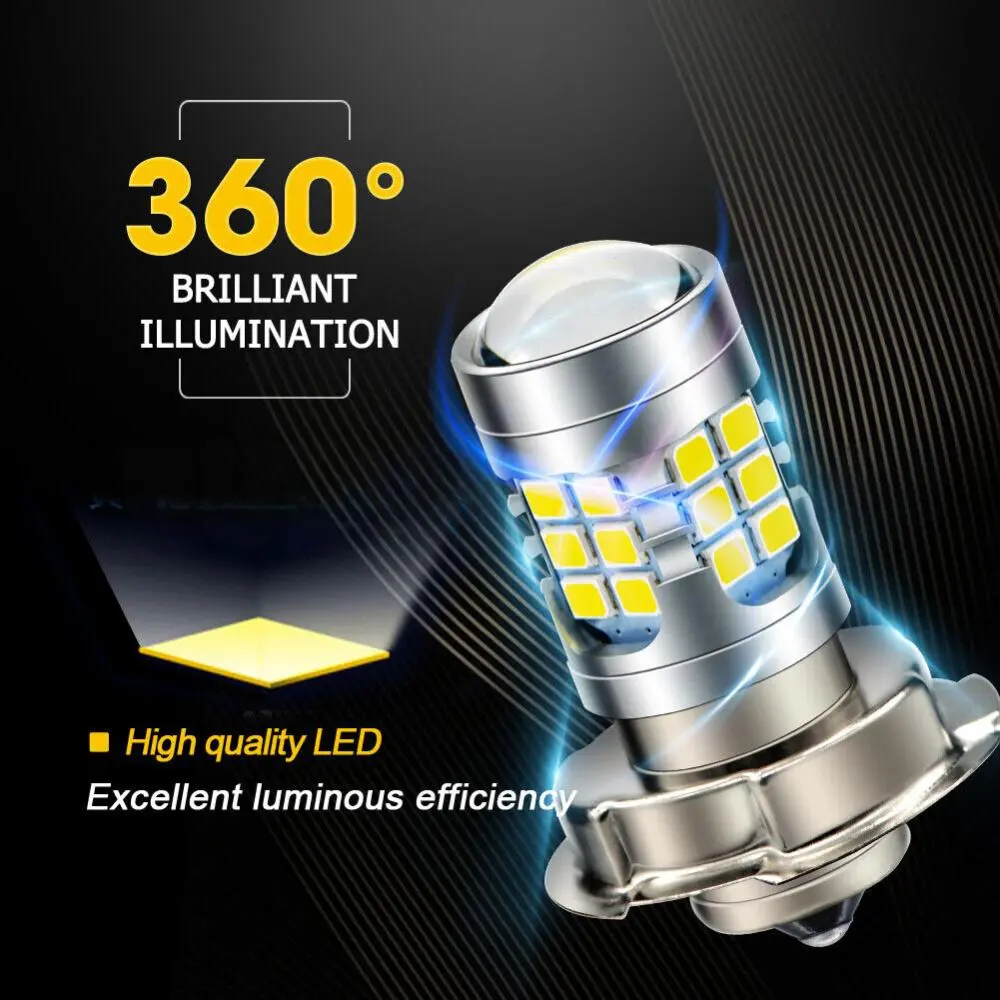 360°
BRILLIANT
ILLUMINATION
High quality LED
Excellent luminous efficiency